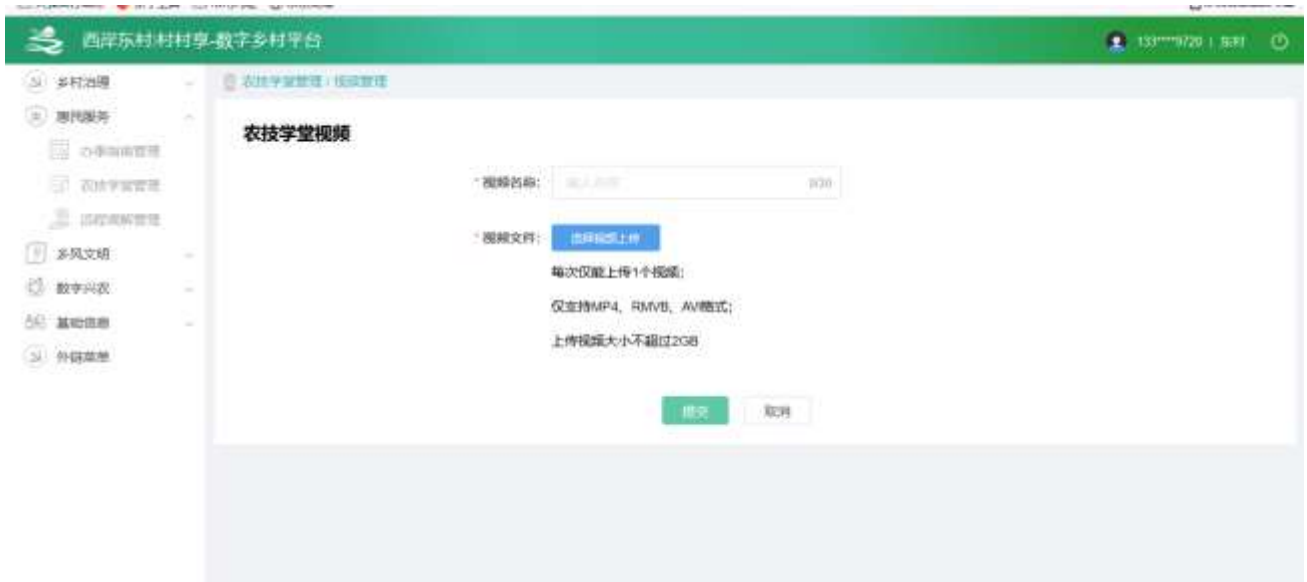 西岸东村·村村享-数字乡村平台
133****9720 | 东村
乡村治理
农技学堂管理 / 视频管理
惠民服务
农技学堂视频
办事指南管理
* 视频名称:
0/20
农技学堂管理
远程调解管理
* 视频文件:
选择视频上传
乡风文明
每次仅能上传1个视频;
数字兴农
仅支持MP4、RMVB、AVI格式;
基础信息
上传视频大小不超过2GB
外链菜单
提交
取消